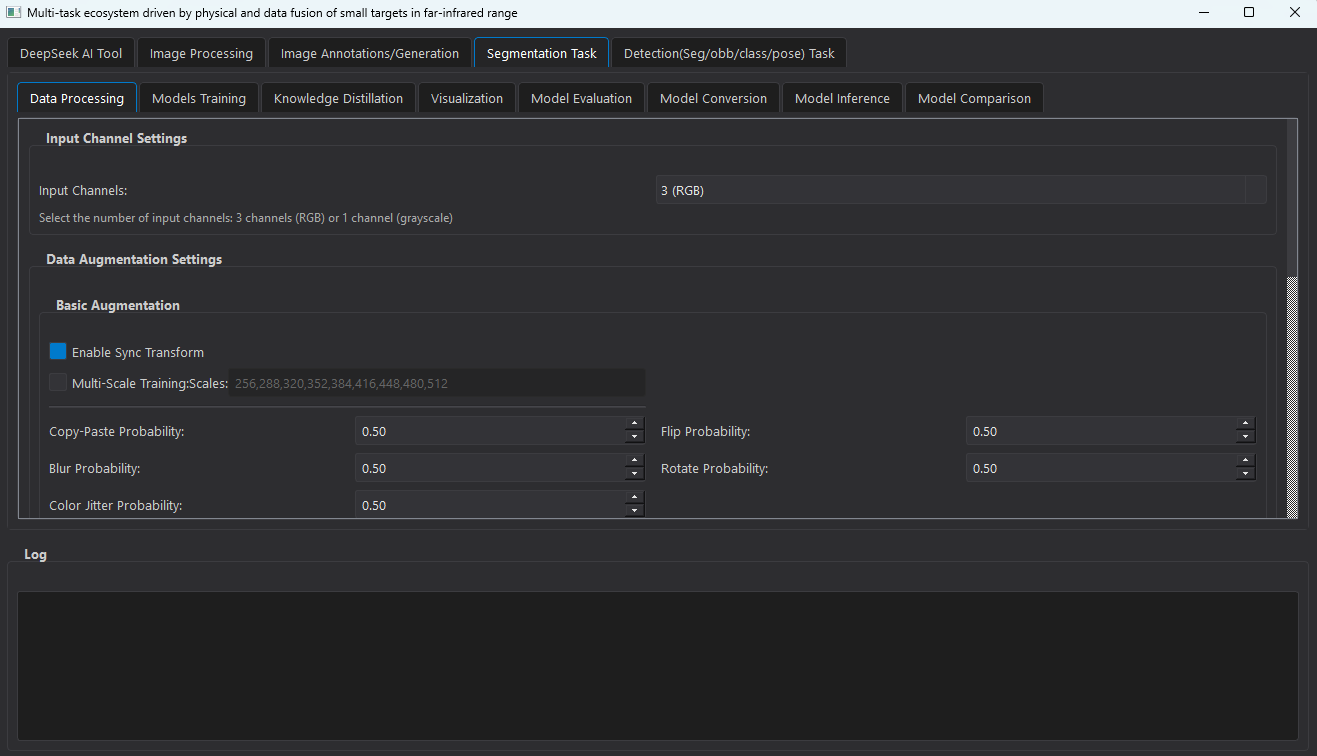 Multi-task ecosystem driven by physical and data fusion of small targets in far-infrared range
DeepSeek AI Tool Image Processing Image Annotations/Generation Segmentation Task Detection(Seg/obb/class/pose) Task
Data Processing Models Training Knowledge Distillation Visualization Model Evaluation Model Conversion Model Inference Model Comparison
Input Channel Settings
Input Channels: 3 (RGB)
Select the number of input channels: 3 channels (RGB) or 1 channel (grayscale)
Data Augmentation Settings
Basic Augmentation
Enable Sync Transform
Multi-Scale Training:Scales: 256,288,320,352,384,416,448,480,512
Copy-Paste Probability: 0.50 Flip Probability: 0.50
Blur Probability: 0.50 Rotate Probability: 0.50
Color Jitter Probability: 0.50
Log